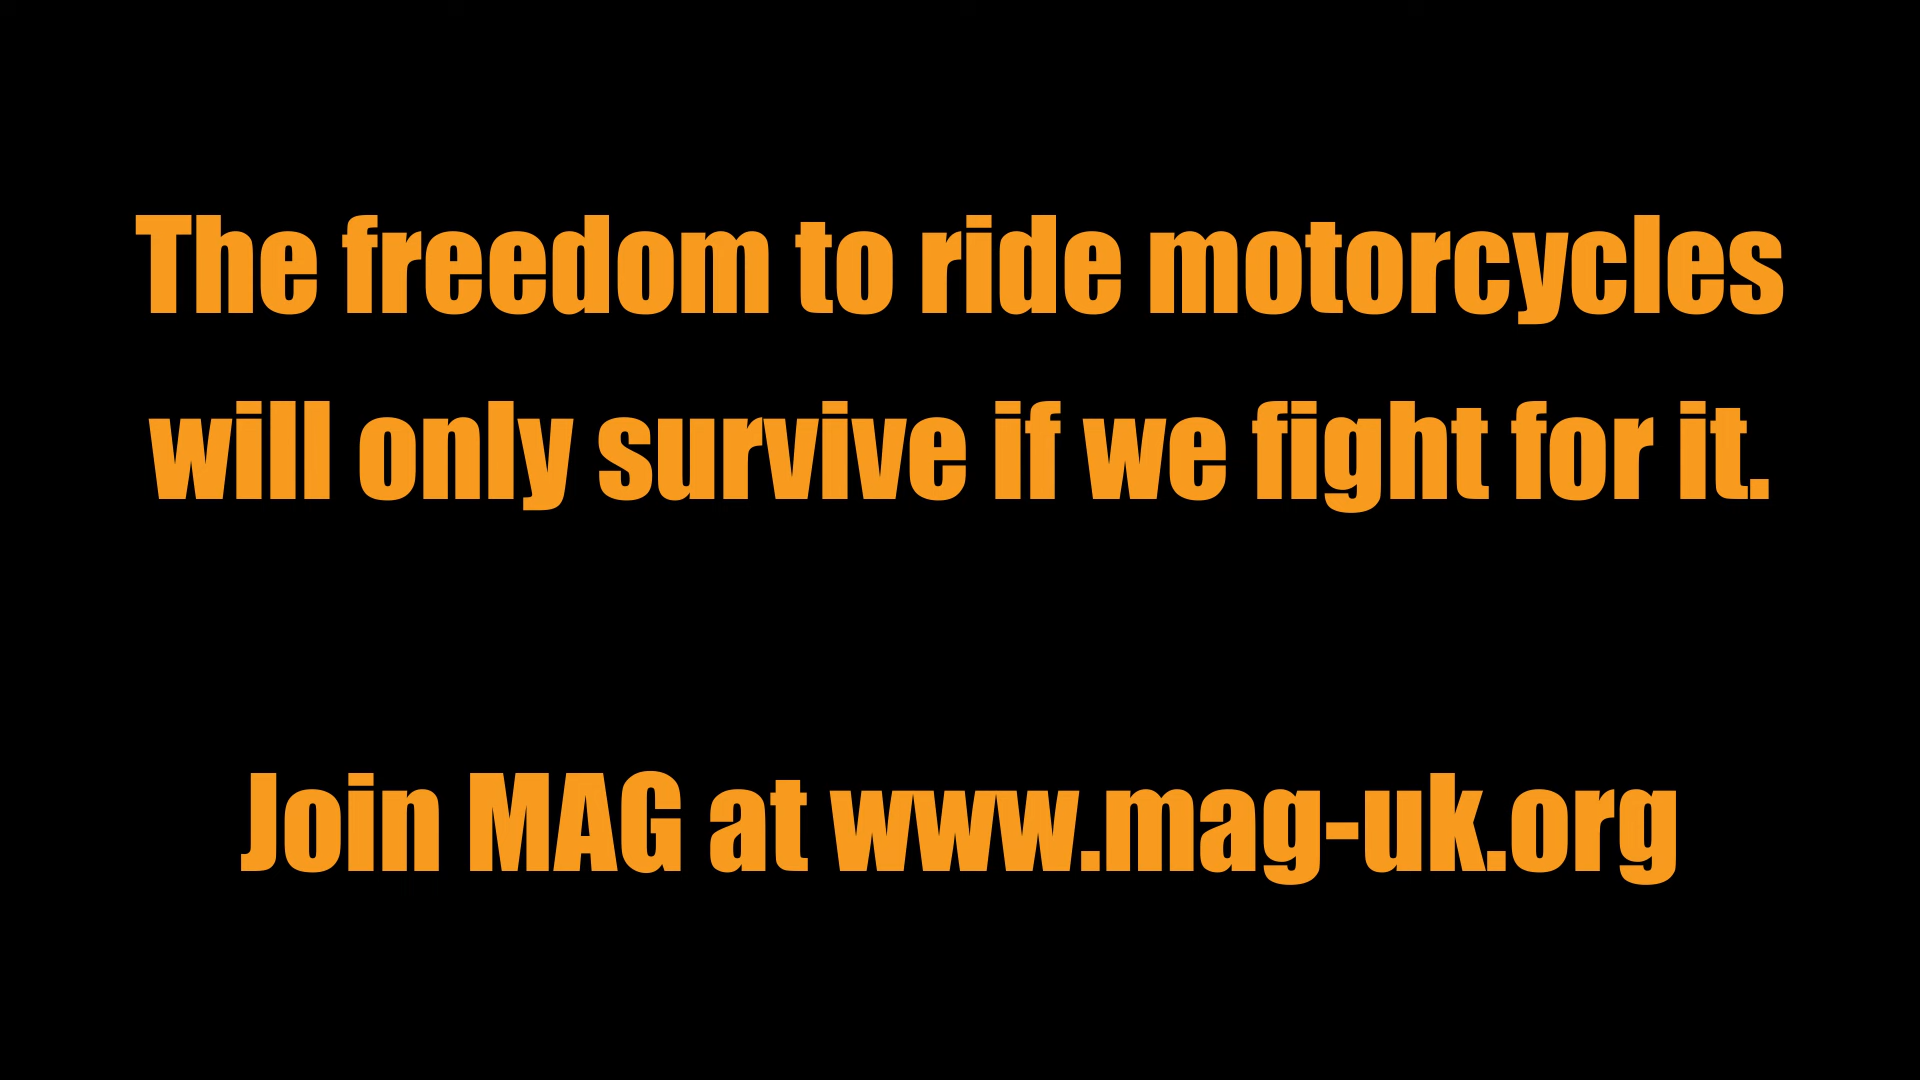 The freedom to ride motorcycles
will only survive if we fight for it.
Join MAG at www.mag-uk.org